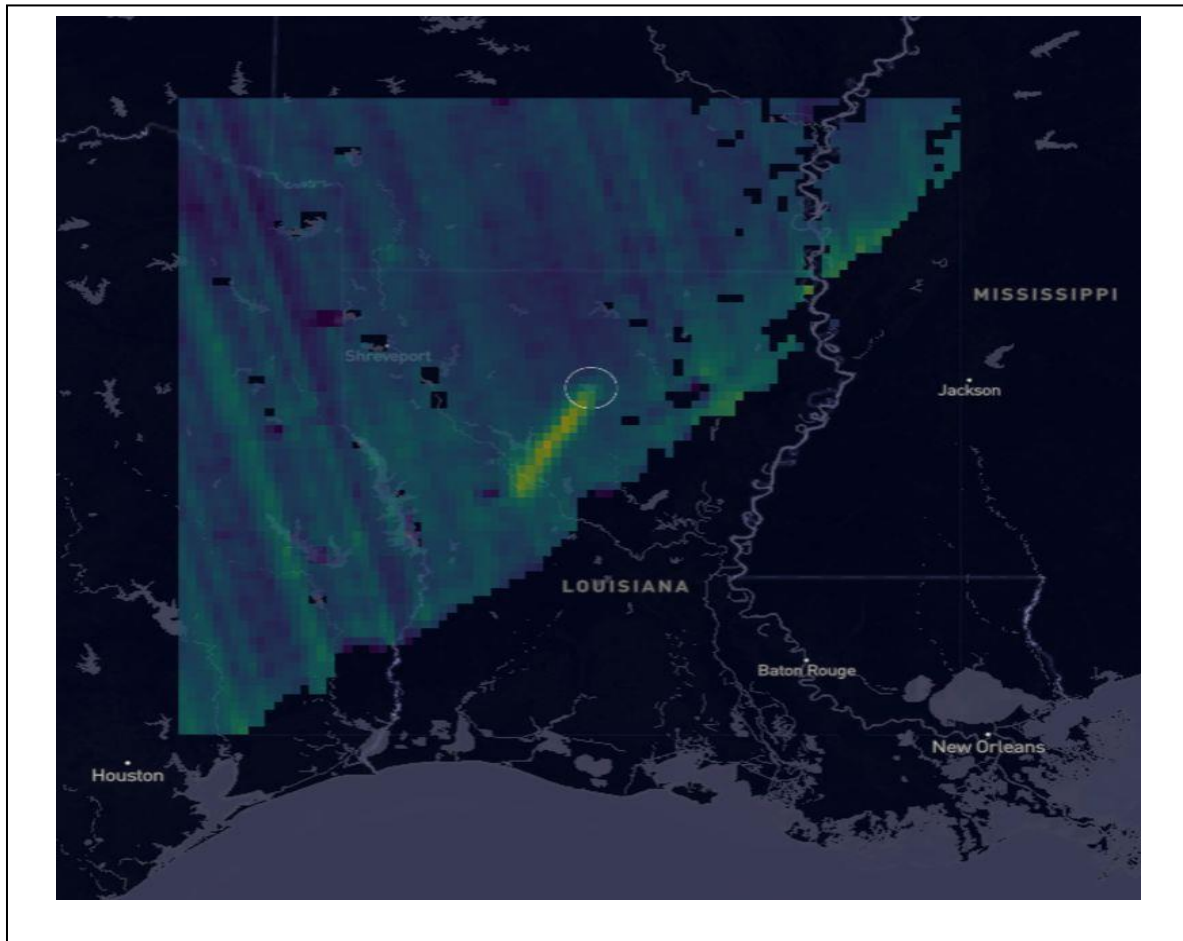 MISSISSIPPI
Shreveport
Jackson
LOUISIANA
Baton Rouge
New Orleans
Houston